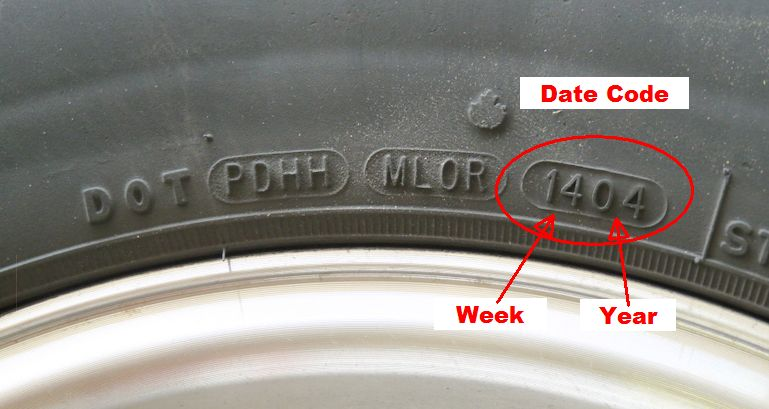 Date Code
DOT PDHH MLOR 1404
Week Year